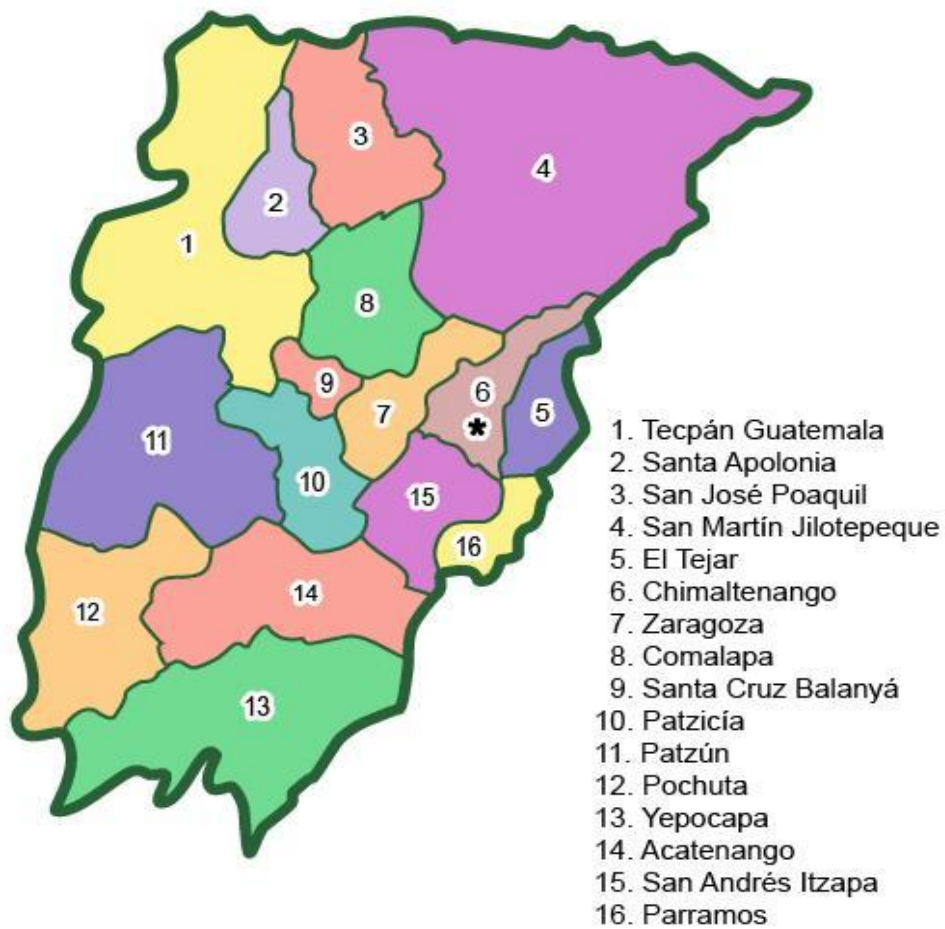 3
4
2
1
8
6
9
7
5
11
10
15
16
14
12
13
1. Tecpán Guatemala
2. Santa Apolonia
3. San José Poaquil
4. San Martín Jilotepeque
5. El Tejar
6. Chimaltenango
7. Zaragoza
8. Comalapa
9. Santa Cruz Balanyá
10. Patzicía
11. Patzún
12. Pochuta
13. Yepocapa
14. Acatenango
15. San Andrés Itzapa
16. Parramos